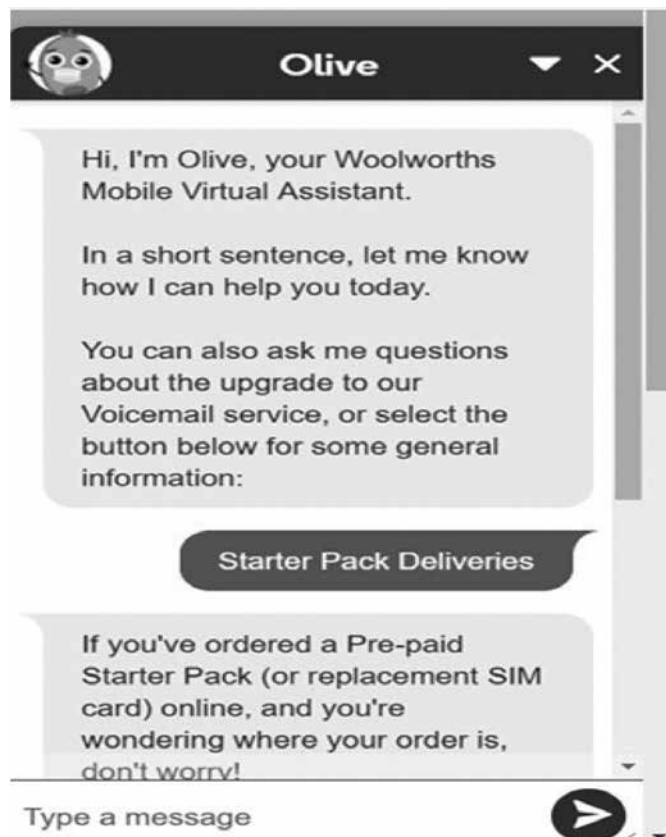 Olive
Hi, I'm Olive, your Woolworths
Mobile Virtual Assistant.
In a short sentence, let me know
how I can help you today.
You can also ask me questions
about the upgrade to our
Voicemail service, or select the
button below for some general
information:
Starter Pack Deliveries
If you've ordered a Pre-paid
Starter Pack (or replacement SIM
card) online, and you're
wondering where your order is,
don't worry!
Type a message